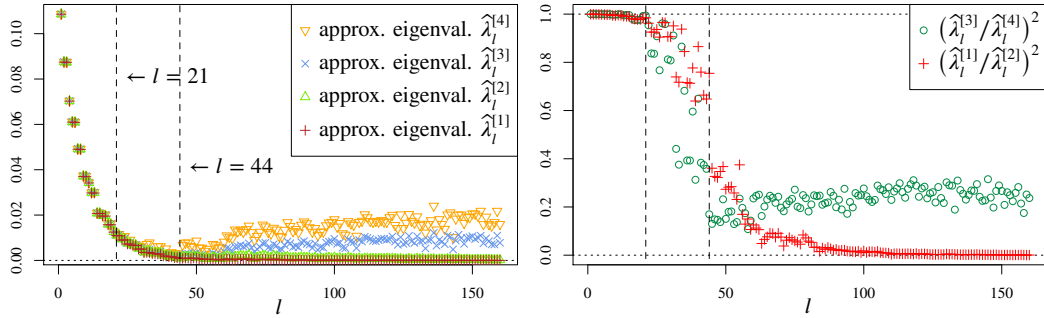 0.10
0.08
0.06
0.04
0.02
0.00
0
50
100
150
l
← l = 21
← l = 44
approx. eigenval. λ̂_l^[4]
approx. eigenval. λ̂_l^[3]
approx. eigenval. λ̂_l^[2]
approx. eigenval. λ̂_l^[1]
1.0
0.8
0.6
0.4
0.2
0.0
0
50
100
150
l
(λ̂_l^[3]/λ̂_l^[4])^2
(λ̂_l^[1]/λ̂_l^[2])^2